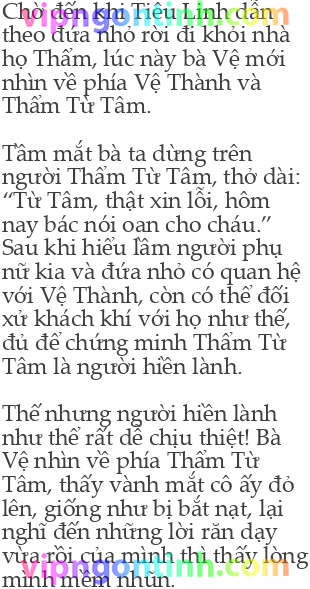 Chờ đến khi Tiêu Linh dẫn
theo đứa nhỏ rời đi khỏi nhà
họ Thẩm, lúc này bà Vệ mới
nhìn về phía Vệ Thành và
Thẩm Từ Tâm.

Tầm mắt bà ta dừng trên
người Thẩm Từ Tâm, thở dài:
“Từ Tâm, thật xin lỗi, hôm
nay bác nói oan cho cháu.”
Sau khi hiểu lầm người phụ
nữ kia và đứa nhỏ có quan hệ
với Vệ Thành, còn có thể đối
xử khách khí với họ như thế,
đủ để chứng minh Thẩm Từ
Tâm là người hiền lành.

Thế nhưng người hiền lành
như thế rất dễ chịu thiệt! Bà
Vệ nhìn về phía Thẩm Từ
Tâm, thấy vành mắt cô ấy đỏ
lên, giống như bị bắt nạt, lại
nghĩ đến những lời răn dạy
vừa rồi của mình thì thấy lòng
mình mềm nhũn.
vipngontinh.com
vipngontinh.com